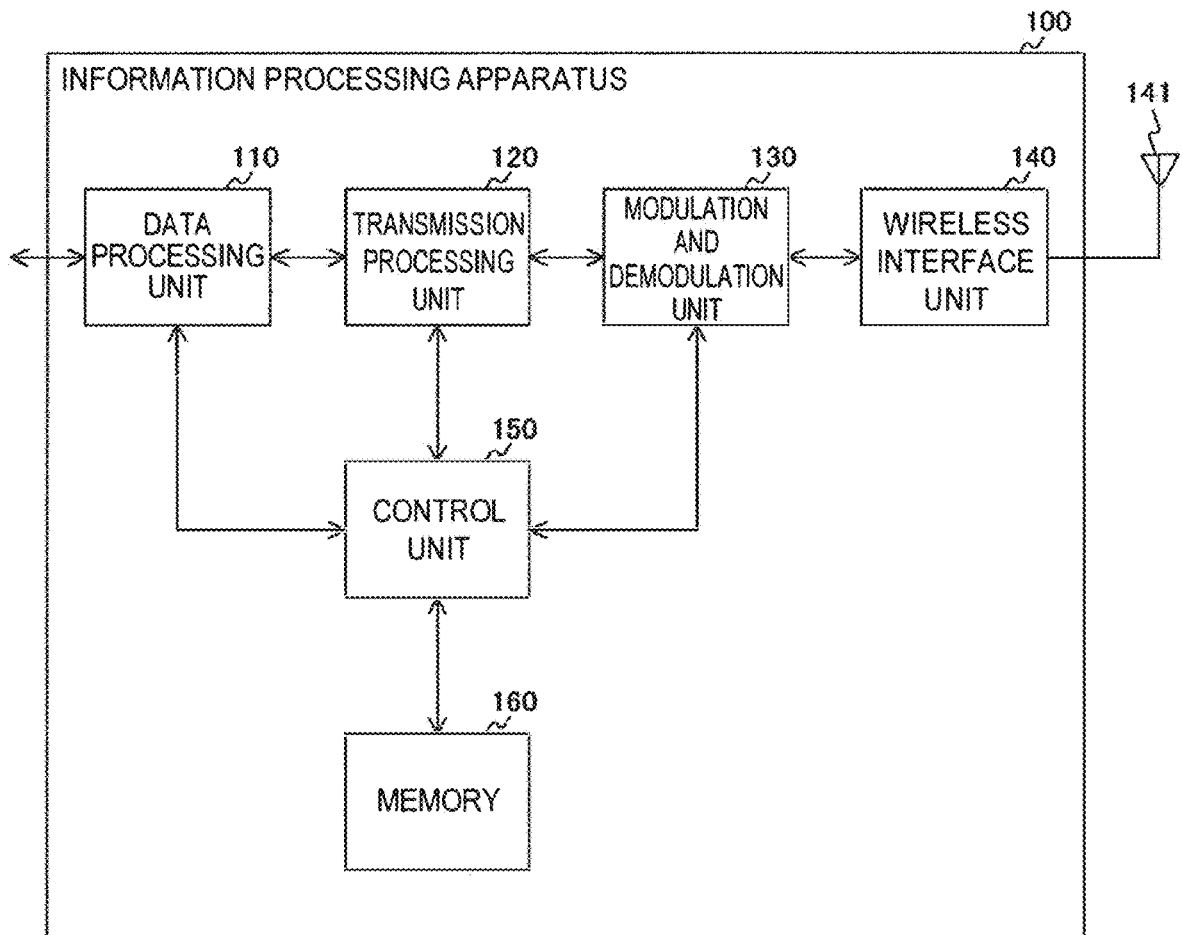 100
INFORMATION PROCESSING APPARATUS
141
110
120
130
140
DATA
PROCESSING
UNIT
TRANSMISSION
PROCESSING
UNIT
MODULATION
AND
DEMODULATION
UNIT
WIRELESS
INTERFACE
UNIT
150
CONTROL
UNIT
160
MEMORY